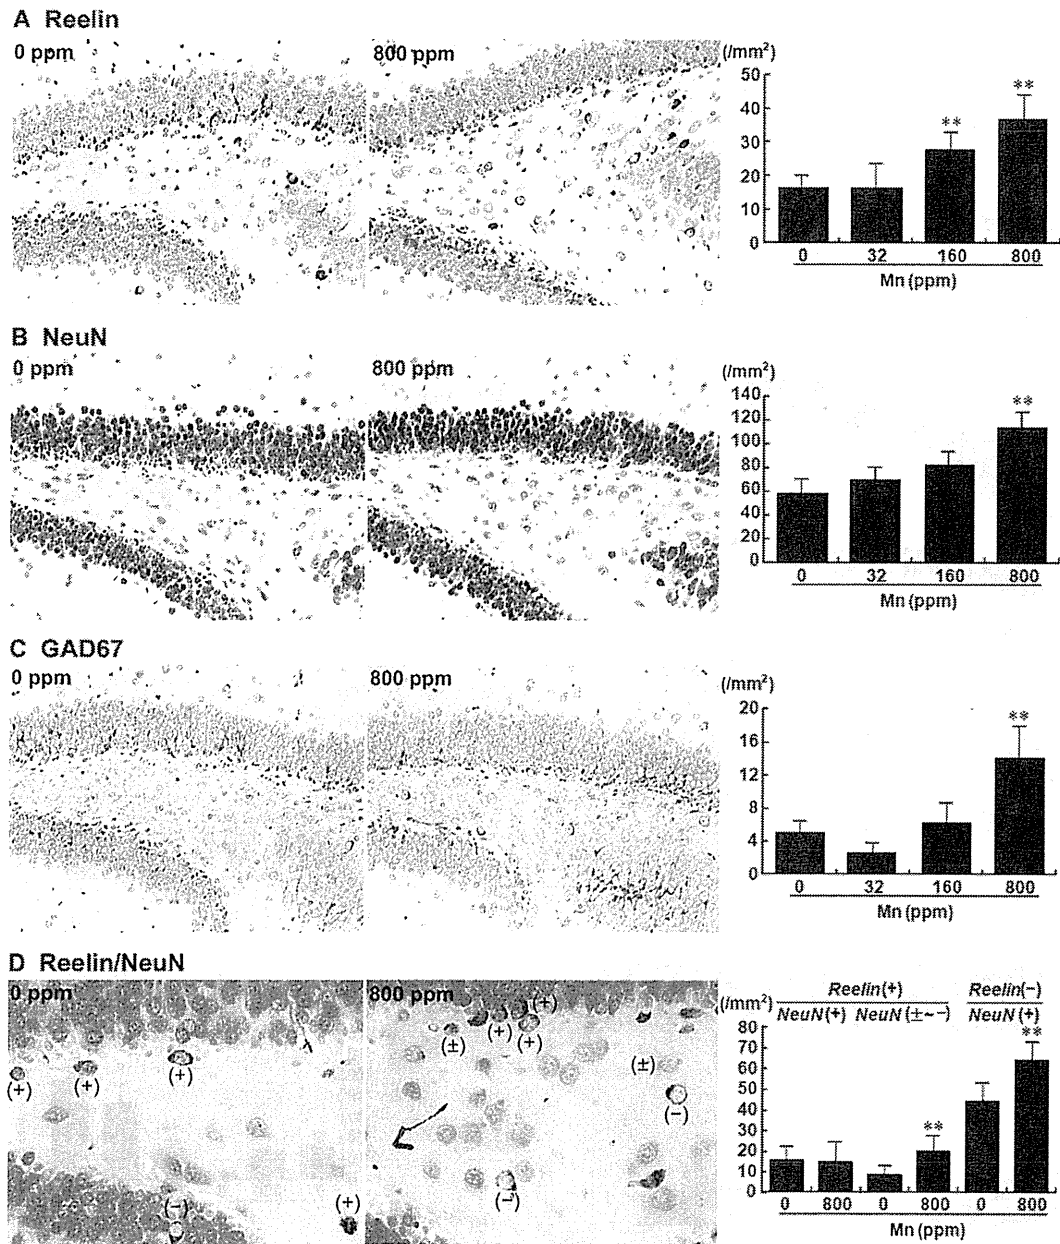 A Reelin
0 ppm
800 ppm
(/mm²)
50
40
30
20
10
0
**
**
0 32 160 800
Mn (ppm)
B NeuN
0 ppm
800 ppm
(/mm²)
140
120
100
80
60
40
20
0
**
0 32 160 800
Mn (ppm)
C GAD67
0 ppm
800 ppm
(/mm²)
20
16
12
8
4
0
**
0 32 160 800
Mn (ppm)
D Reelin/NeuN
0 ppm
(+)
(+)
(+)
(−)
(+)
800 ppm
(+)
(±)
(+)
(+)
(±)
(−)
(−)
Reelin(+) Reelin(−)
(/mm²)
NeuN(+) NeuN(±~−) NeuN(+)
80
70
60
50
40
30
20
10
0
**
**
0 800 0 800 0 800
Mn (ppm)